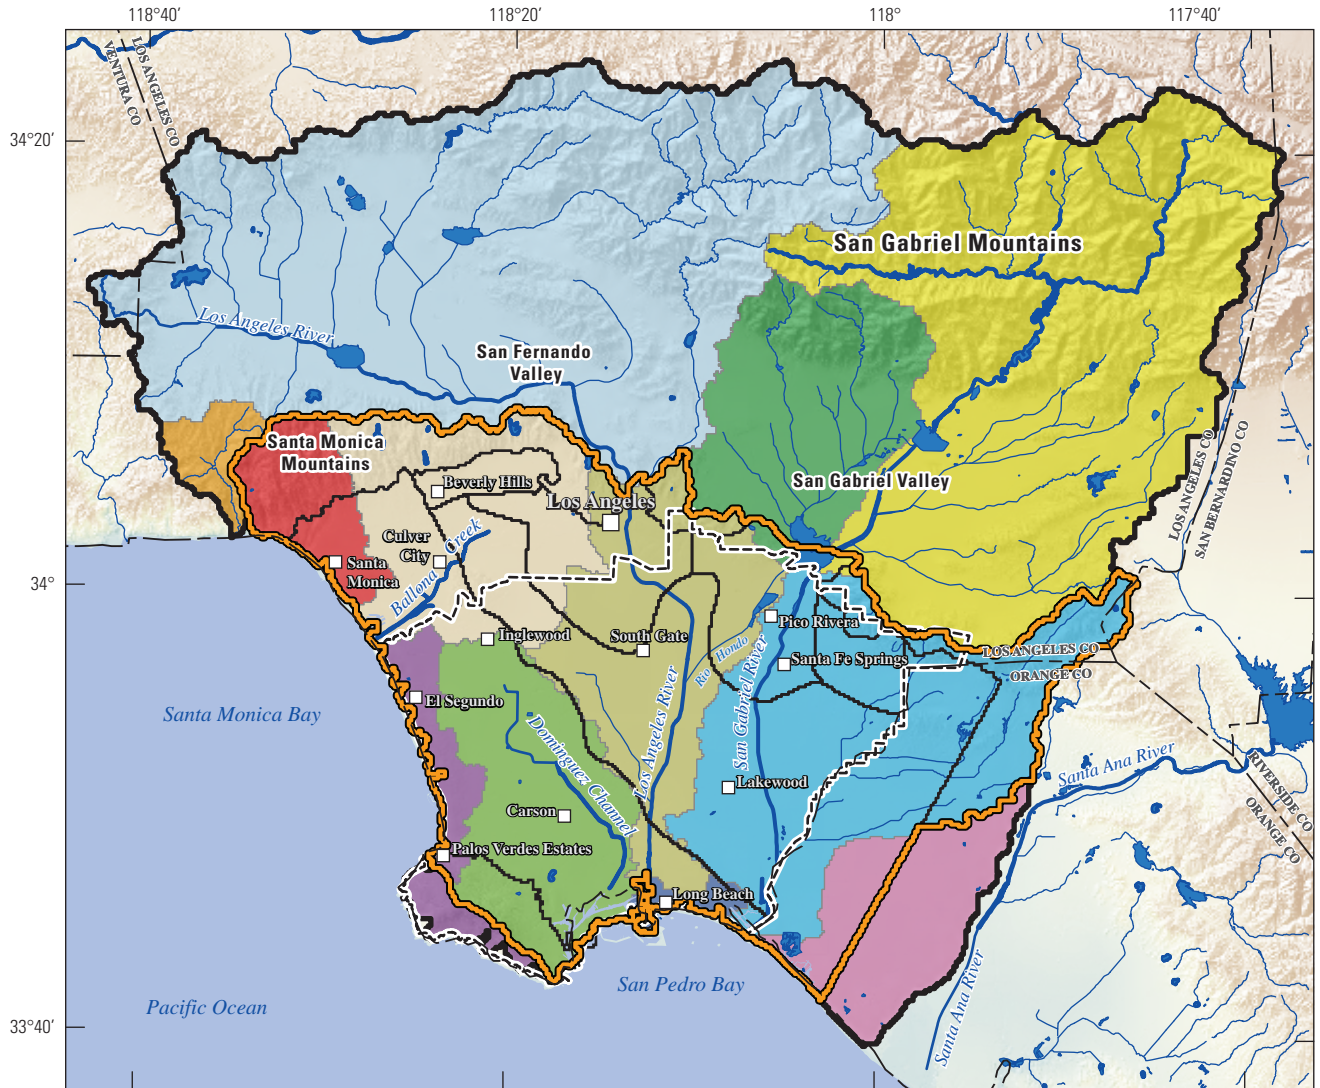 118°40′
118°20′
118°
117°40′
34°20′
34°
33°40′
LOS ANGELES CO
VENTURA CO
San Gabriel Mountains
Los Angeles River
San Fernando
Valley
Santa Monica
Mountains
San Gabriel Valley
LOS ANGELES CO
SAN BERNARDINO CO
Beverly Hills
Los Angeles
Culver
City
Ballona Creek
Santa
Monica
Inglewood
South Gate
Pico Rivera
Rio Hondo
Santa Fe Springs
LOS ANGELES CO
ORANGE CO
El Segundo
Santa Monica Bay
Dominguez Channel
Los Angeles River
San Gabriel River
Lakewood
Carson
Santa Ana River
RIVERSIDE CO
ORANGE CO
Palos Verdes Estates
Long Beach
San Pedro Bay
Pacific Ocean
Santa Ana River